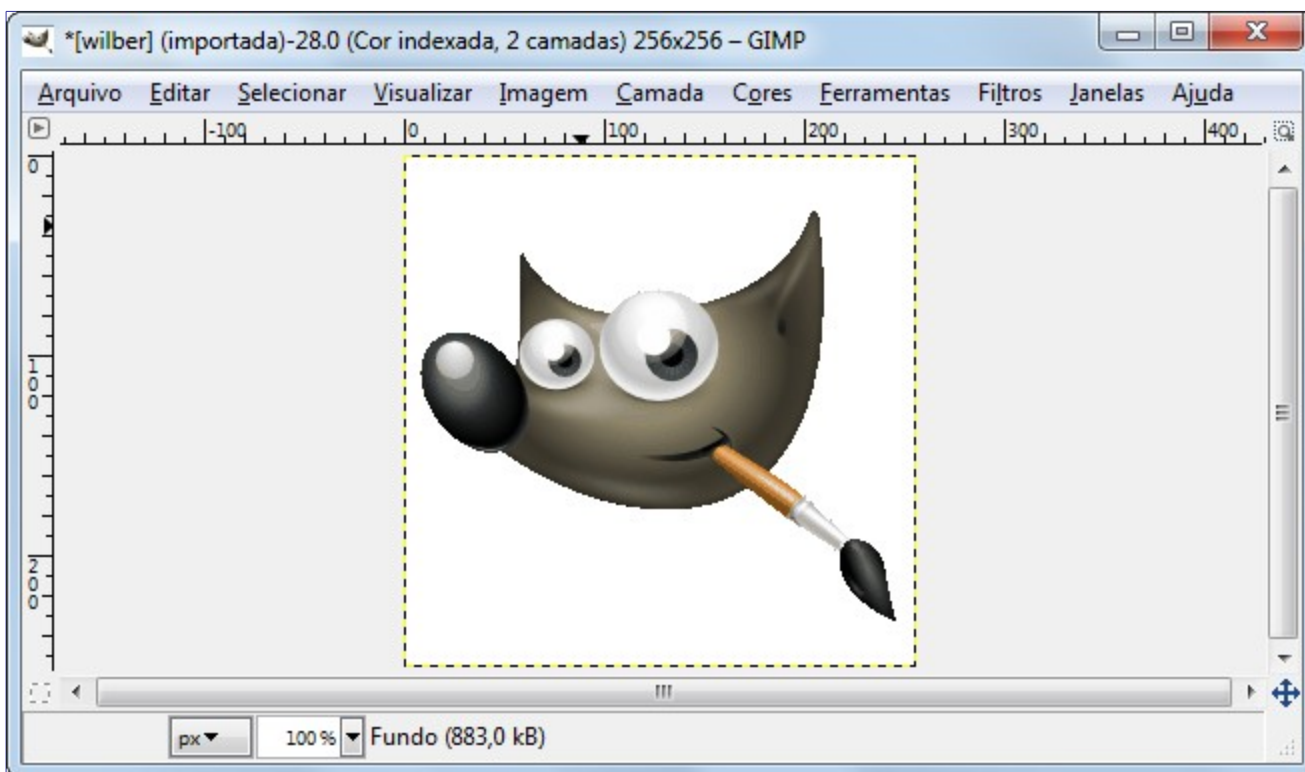 *[wilber] (importada)-28.0 (Cor indexada, 2 camadas) 256x256 – GIMP
Arquivo Editar Selecionar Visualizar Imagem Camada Cores Ferramentas Filtros Janelas Ajuda
-100 0 100 200 300 400
0
100
200
px 100 % Fundo (883,0 kB)